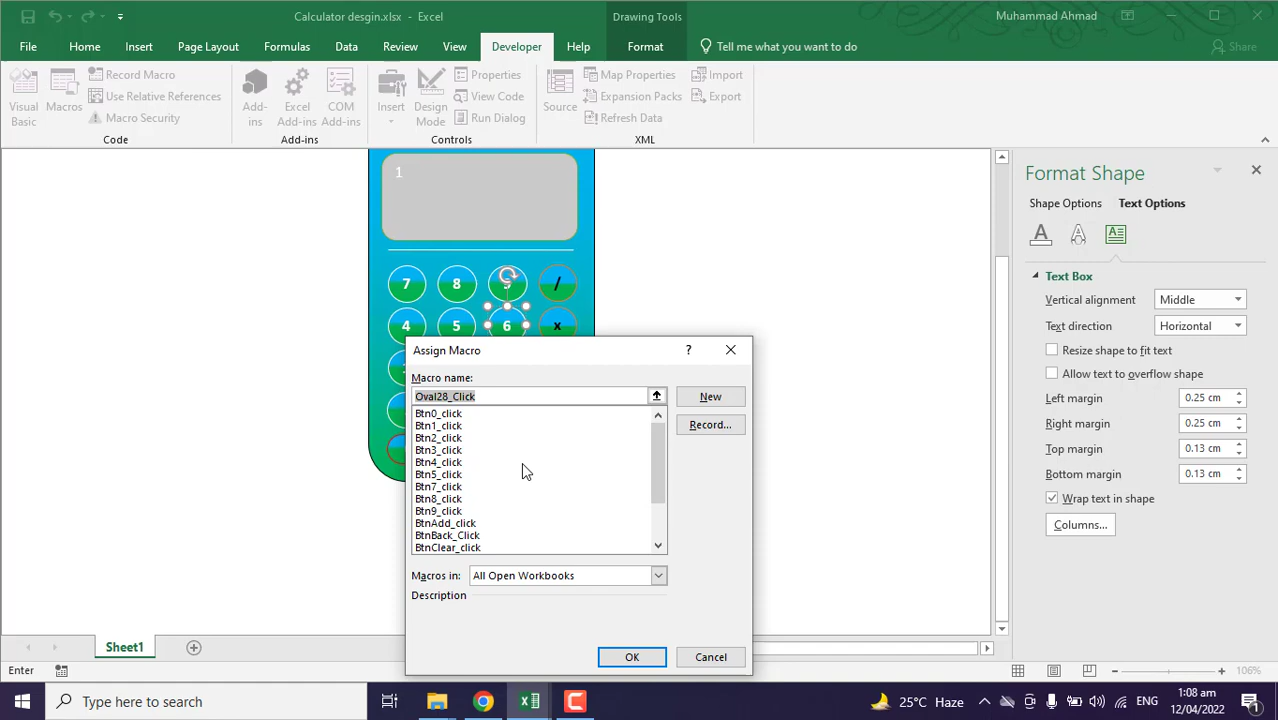 Calculator desgin.xlsx - Excel
Drawing Tools
Muhammad Ahmad
File Home Insert Page Layout Formulas Data Review View Developer Help Format Tell me what you want to do Share
Visual Basic
Macros
Record Macro
Use Relative References
Macro Security
Code
Add-ins
Excel Add-ins
COM Add-ins
Add-ins
Insert
Design Mode
Properties
View Code
Run Dialog
Controls
Source
Map Properties
Expansion Packs
Refresh Data
Import
Export
XML
1
7 8 9 /
4 5 6 x
Assign Macro
?
Macro name:
Oval28_Click
New
Record...
Btn0_click
Btn1_click
Btn2_click
Btn3_click
Btn4_click
Btn5_click
Btn7_click
Btn8_click
Btn9_click
BtnAdd_click
BtnBack_Click
BtnClear_click
Macros in: All Open Workbooks
Description
OK Cancel
Format Shape
Shape Options Text Options
A A
Text Box
Vertical alignment Middle
Text direction Horizontal
Resize shape to fit text
Allow text to overflow shape
Left margin 0.25 cm
Right margin 0.25 cm
Top margin 0.13 cm
Bottom margin 0.13 cm
Wrap text in shape
Columns...
Sheet1
Enter
106%
Type here to search
25°C Haze
ENG
1:08 am
12/04/2022
1